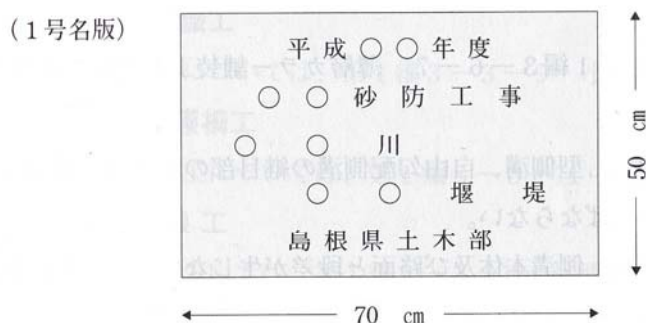 (1号名版)
平成○○年度
○○砂防工事
○○川
○○堰堤
島根県土木部
50 cm
70 cm